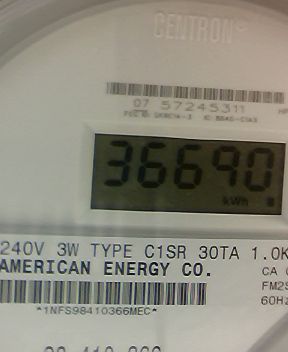 CENTRON®
07 57245311
36690
kWh
240V 3W TYPE C1SR 30TA 1.0K
AMERICAN ENERGY CO.
CA
FM2S
60Hz
*1NFS98410366MEC*